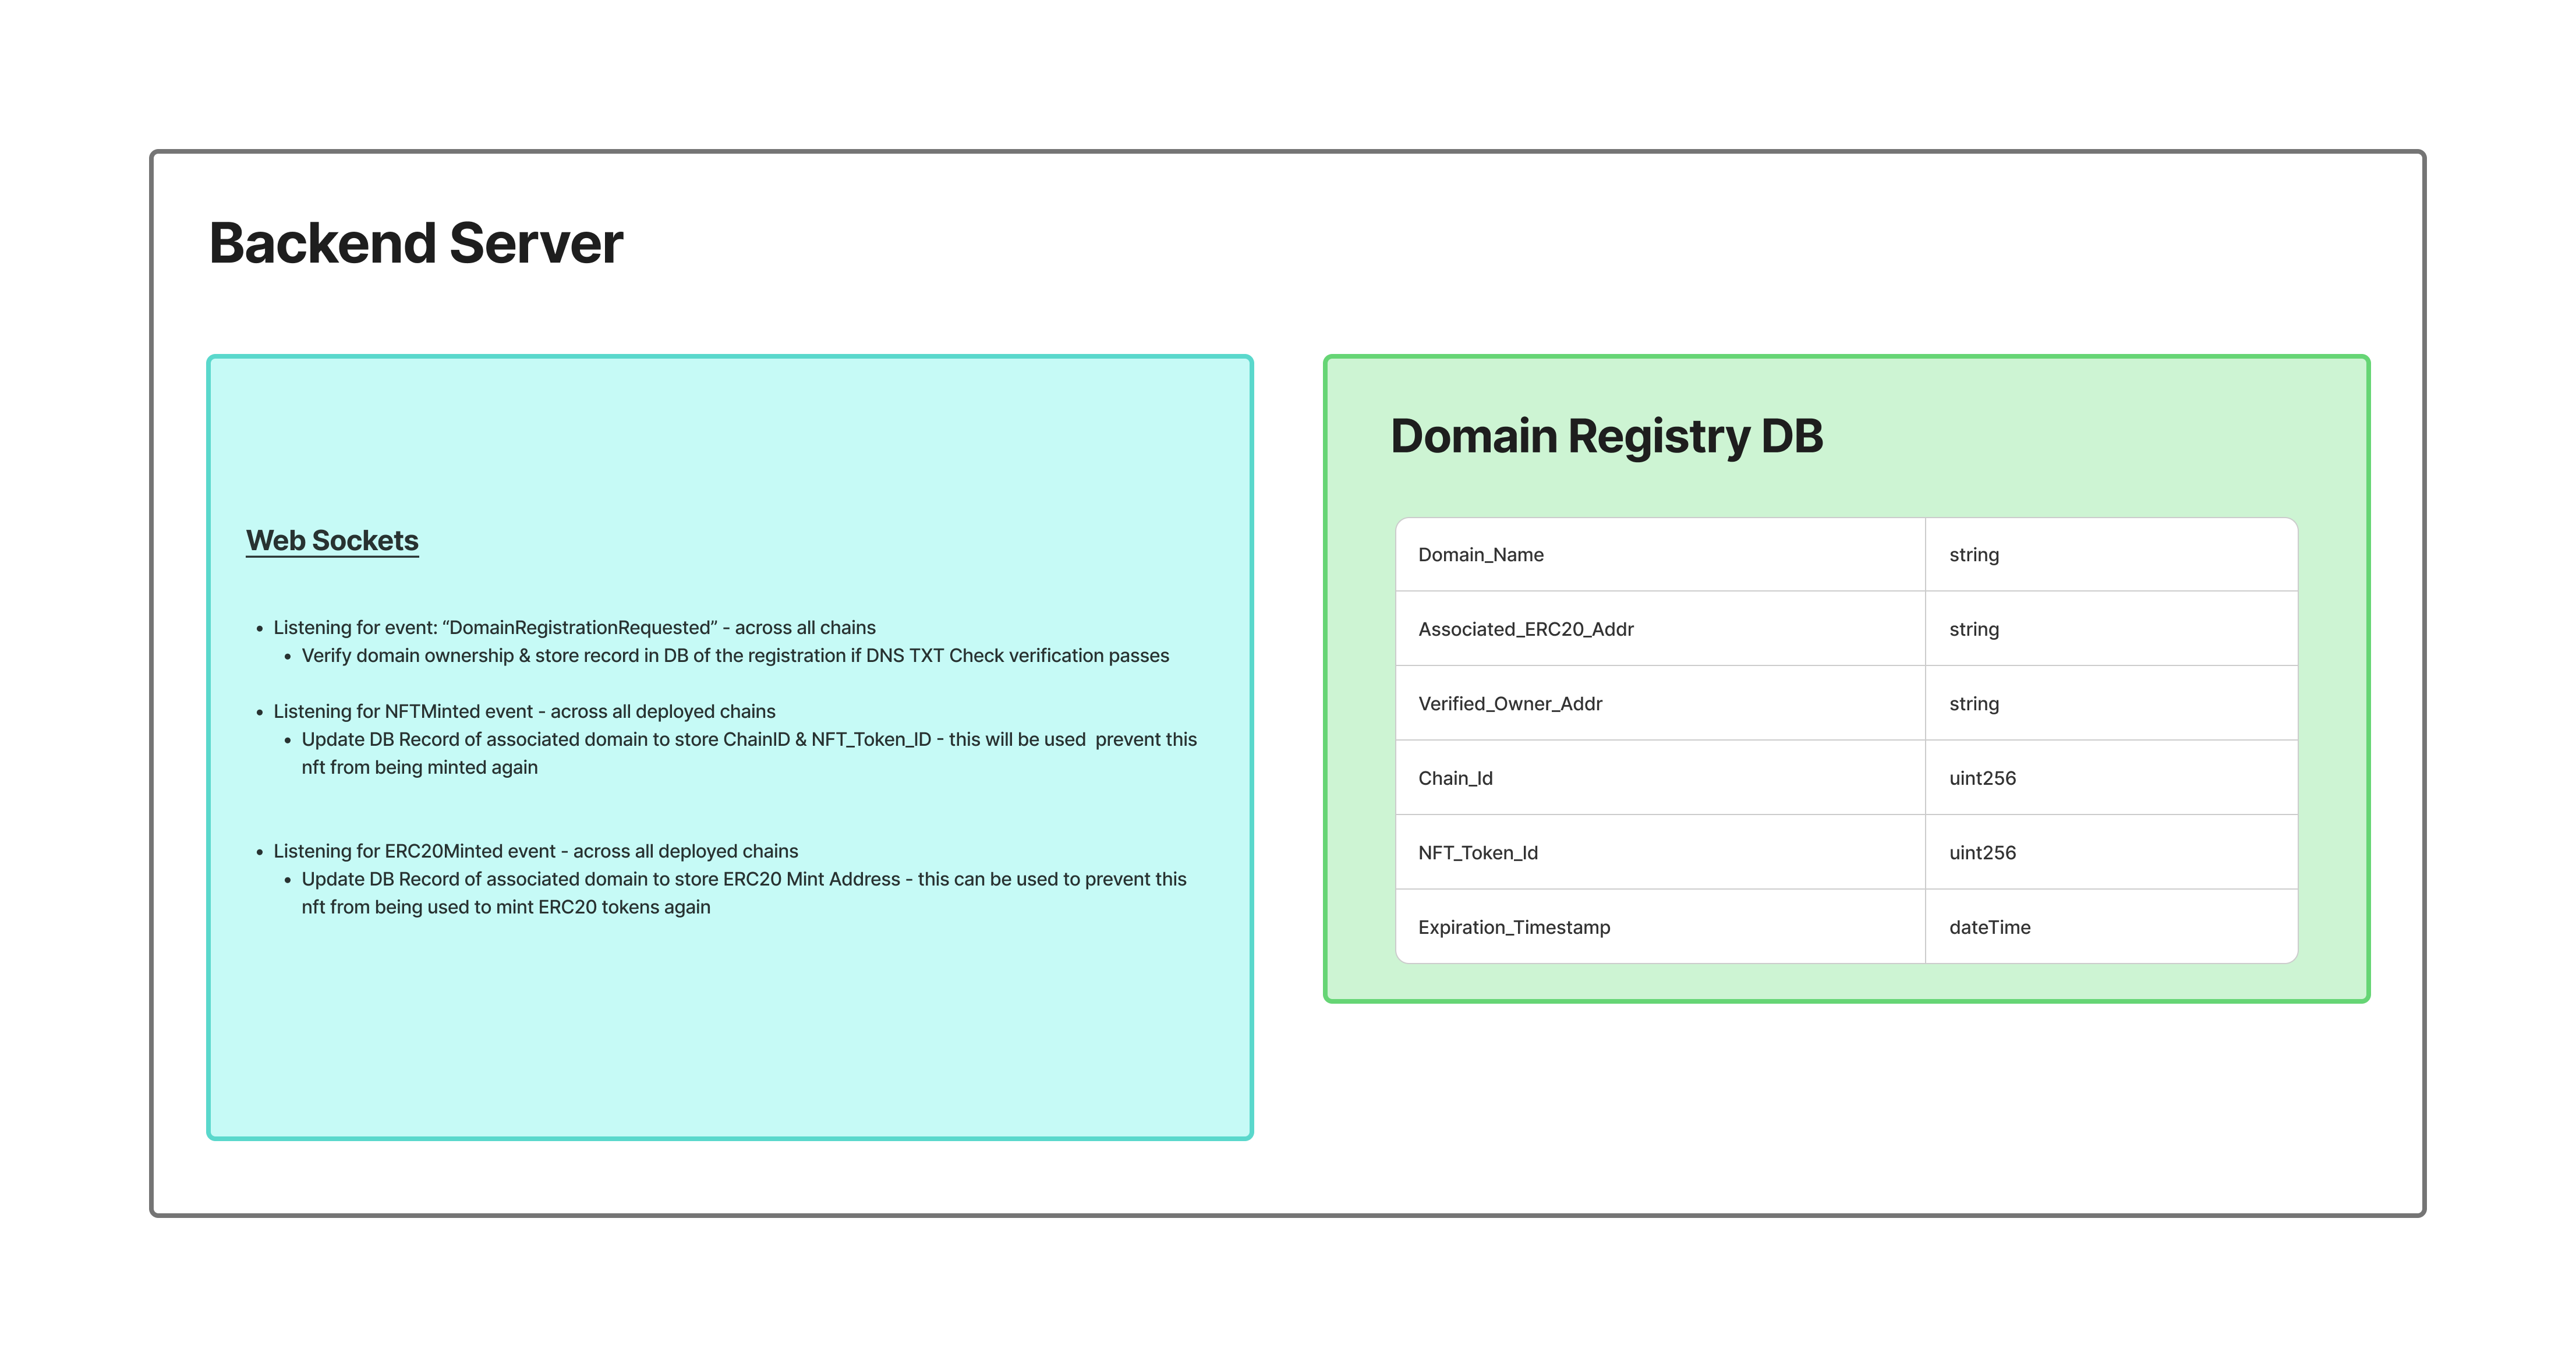 Backend Server
Web Sockets
• Listening for event: “DomainRegistrationRequested” - across all chains
• Verify domain ownership & store record in DB of the registration if DNS TXT Check verification passes
• Listening for NFTMinted event - across all deployed chains
• Update DB Record of associated domain to store ChainID & NFT_Token_ID - this will be used  prevent this
nft from being minted again
• Listening for ERC20Minted event - across all deployed chains
• Update DB Record of associated domain to store ERC20 Mint Address - this can be used to prevent this
nft from being used to mint ERC20 tokens again
Domain Registry DB
Domain_Name string
Associated_ERC20_Addr string
Verified_Owner_Addr string
Chain_Id uint256
NFT_Token_Id uint256
Expiration_Timestamp dateTime